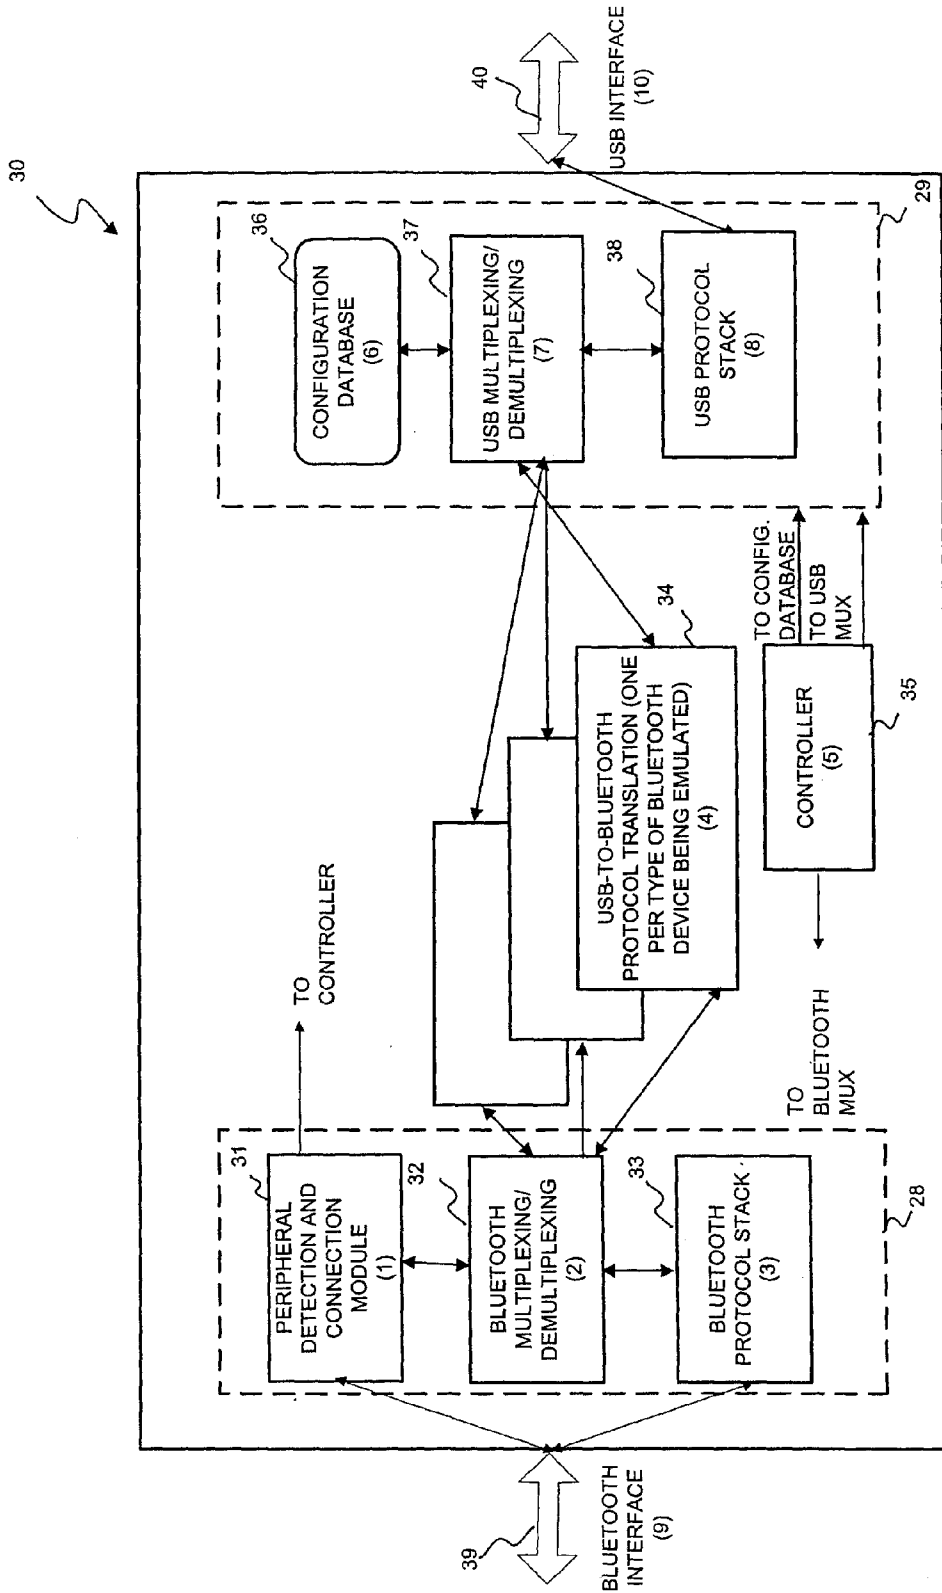 30
31
PERIPHERAL
DETECTION AND
CONNECTION
MODULE
(1)
TO
CONTROLLER
32
BLUETOOTH
MULTIPLEXING/
DEMULTIPLEXING
(2)
33
BLUETOOTH
PROTOCOL STACK
(3)
28
39
BLUETOOTH
INTERFACE
(9)
USB-TO-BLUETOOTH
PROTOCOL TRANSLATION (ONE
PER TYPE OF BLUETOOTH
DEVICE BEING EMULATED)
(4)
34
TO
BLUETOOTH
MUX
CONTROLLER
(5)
35
TO CONFIG.
DATABASE
TO USB
MUX
36
CONFIGURATION
DATABASE
(6)
37
USB MULTIPLEXING/
DEMULTIPLEXING
(7)
38
USB PROTOCOL
STACK
(8)
29
40
USB INTERFACE
(10)